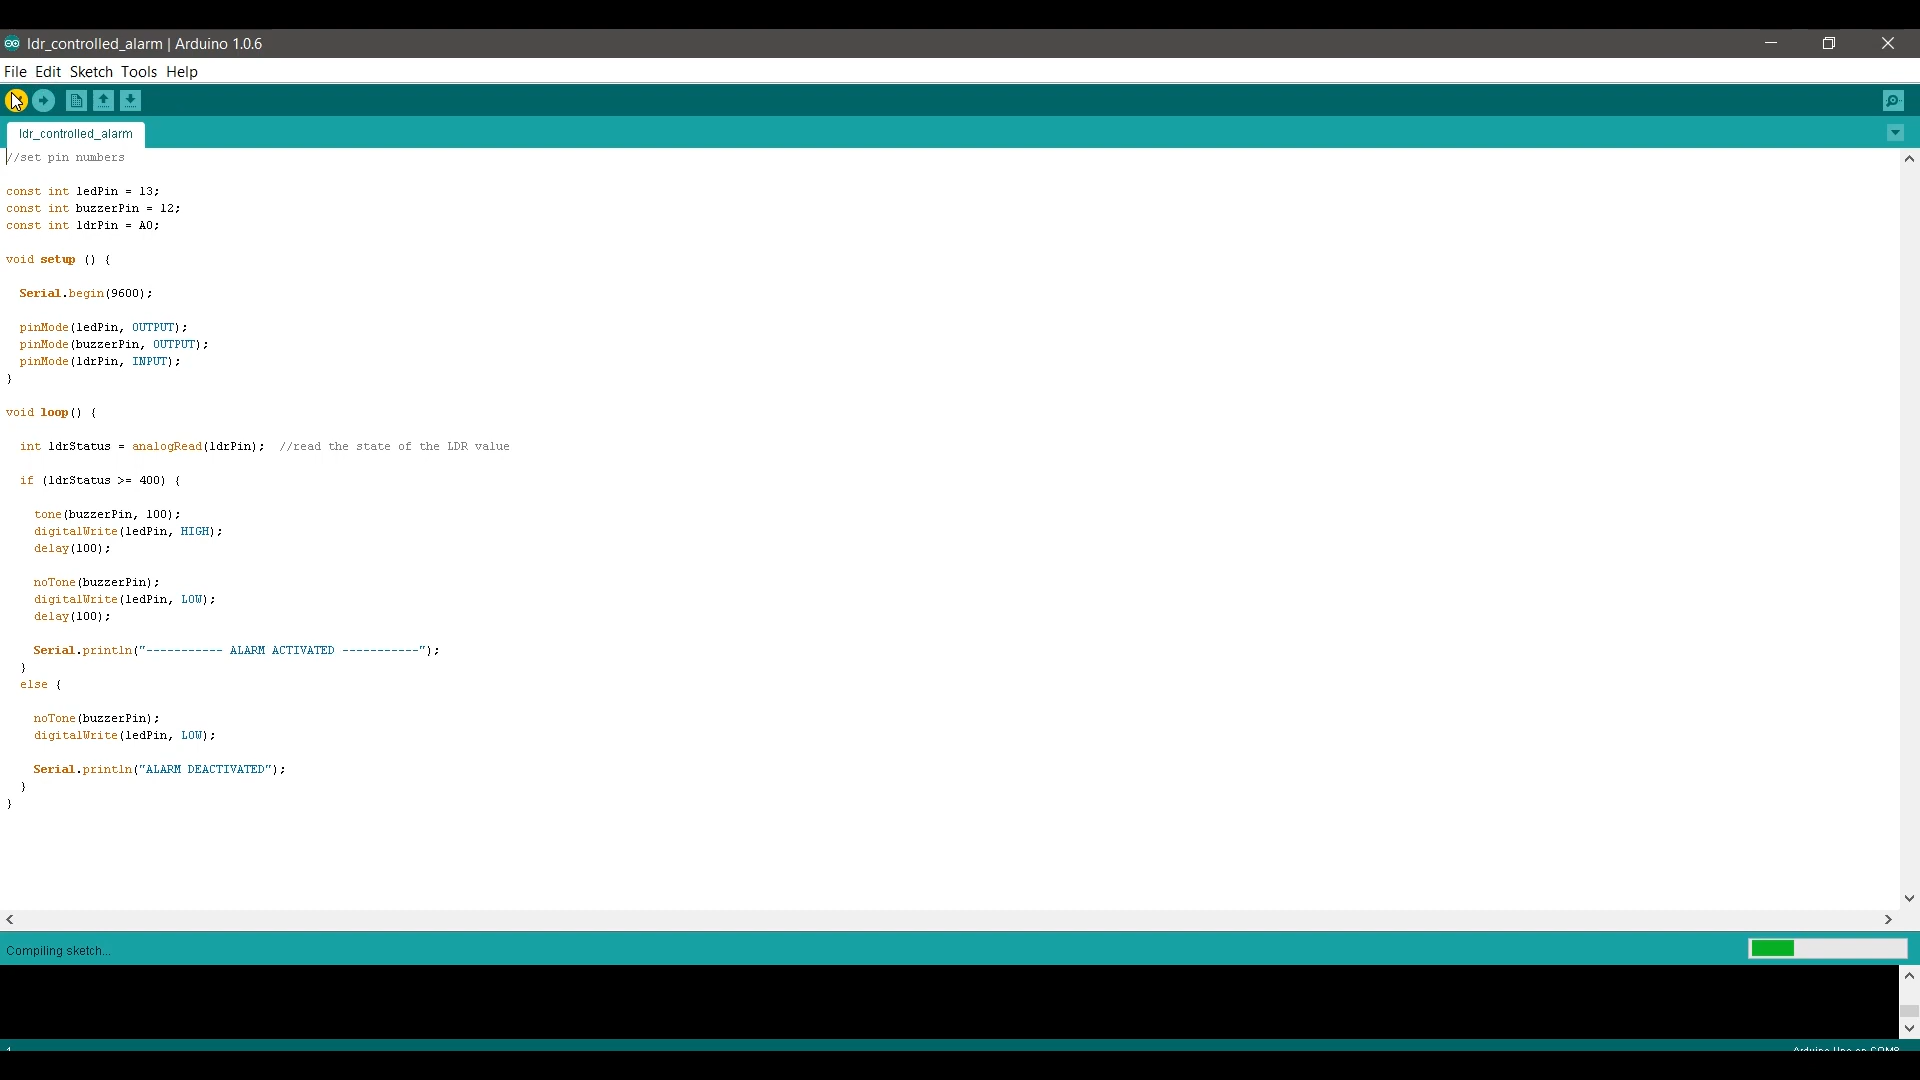 ldr_controlled_alarm | Arduino 1.0.6
File Edit Sketch Tools Help
ldr_controlled_alarm
//set pin numbers
const int ledPin = 13;
const int buzzerPin = 12;
const int ldrPin = A0;
void setup () {
Serial.begin(9600);
pinMode(ledPin, OUTPUT);
pinMode(buzzerPin, OUTPUT);
pinMode(ldrPin, INPUT);
}
void loop() {
int ldrStatus = analogRead(ldrPin);  //read the state of the LDR value
if (ldrStatus >= 400) {
tone(buzzerPin, 100);
digitalWrite(ledPin, HIGH);
delay(100);
noTone(buzzerPin);
digitalWrite(ledPin, LOW);
delay(100);
Serial.println("----------- ALARM ACTIVATED -----------");
}
else {
noTone(buzzerPin);
digitalWrite(ledPin, LOW);
Serial.println("ALARM DEACTIVATED");
}
}
Compiling sketch...
Arduino Uno on COM8